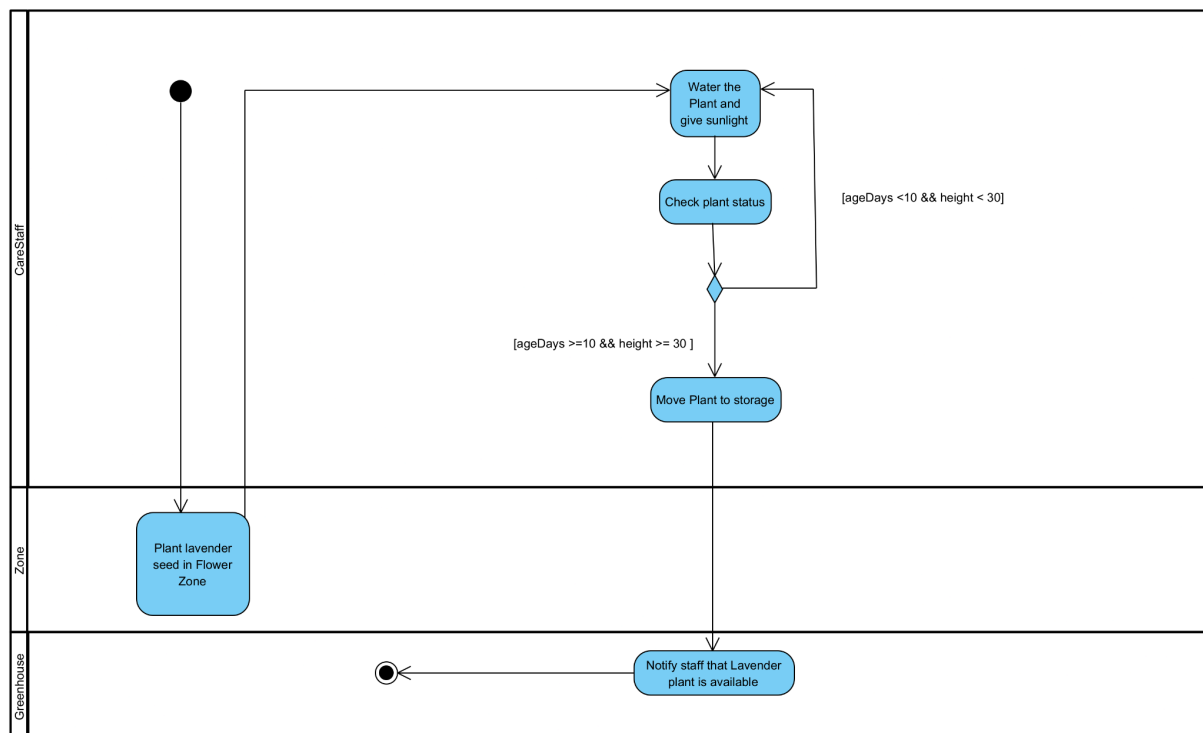 CareStaff
Water the
Plant and
give sunlight
Check plant status
[ageDays <10 && height < 30]
[ageDays >=10 && height >= 30 ]
Move Plant to storage
Zone
Plant lavender
seed in Flower
Zone
Greenhouse
Notify staff that Lavender
plant is available